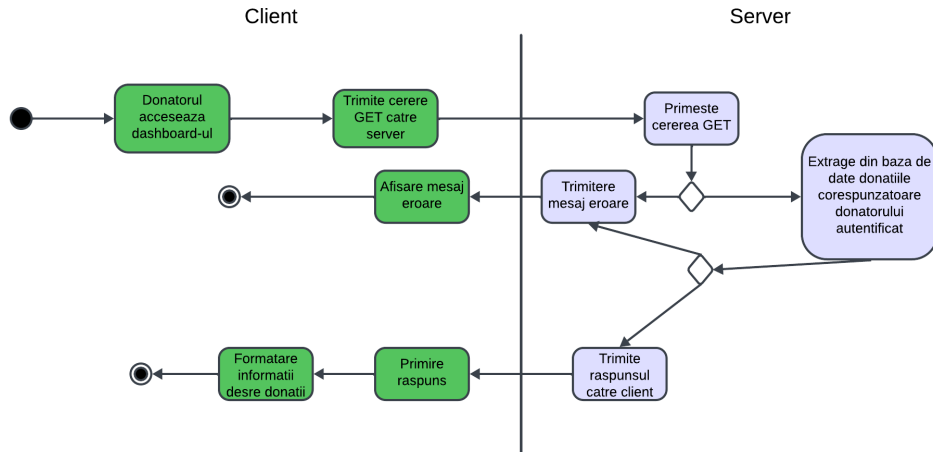 Client
Server
Donatorul
acceseaza
dashboard-ul
Trimite cerere
GET catre
server
Primeste
cererea GET
Afisare mesaj
eroare
Trimitere
mesaj eroare
Extrage din baza de
date donatiile
corespunzatoare
donatorului
autentificat
Formatare
informatii
desre donatii
Primire
raspuns
Trimite
raspunsul
catre client